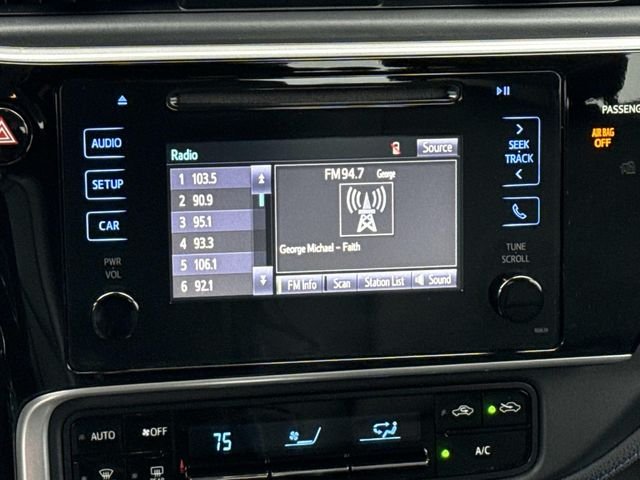 PASSENG
AIR BAG
OFF
AUDIO
SETUP
CAR
PWR
VOL
Radio
Source
1 103.5
2 90.9
3 95.1
4 93.3
5 106.1
6 92.1
FM 94.7 George
George Michael - Faith
FM Info Scan Station List Sound
SEEK
TRACK
TUNE
SCROLL
AUTO
OFF
75
A/C
REAR